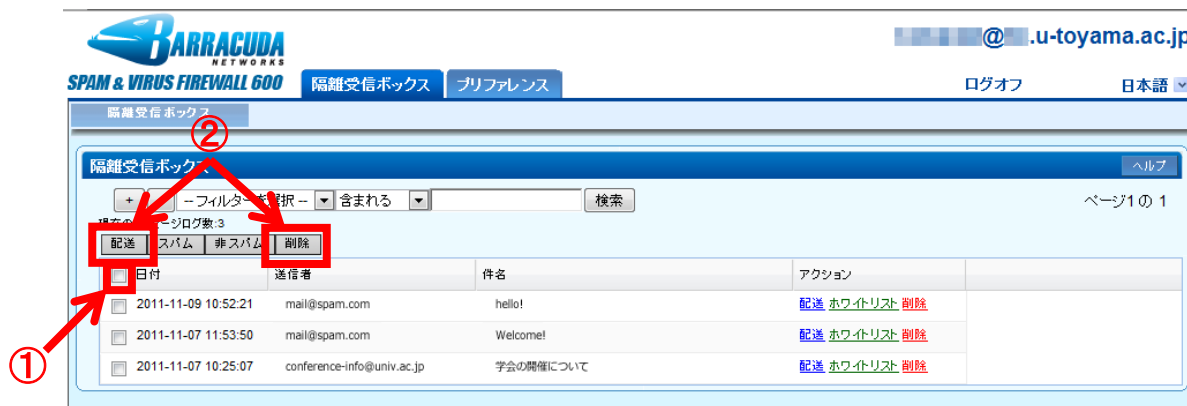 BARRACUDA
NETWORKS
@ .u-toyama.ac.jp
SPAM & VIRUS FIREWALL 600 隔離受信ボックス プリファレンス ログオフ 日本語
隔離受信ボックス
②
隔離受信ボックス ヘルプ
+ --フィルターを選択-- 含まれる 検索 ページ1 の 1
現在の ージログ数:3
配送 スパム 非スパム 削除
日付 送信者 件名 アクション
2011-11-09 10:52:21 mail@spam.com hello! 配送 ホワイトリスト 削除
2011-11-07 11:53:50 mail@spam.com Welcome! 配送 ホワイトリスト 削除
①
2011-11-07 10:25:07 conference-info@univ.ac.jp 学会の開催について 配送 ホワイトリスト 削除